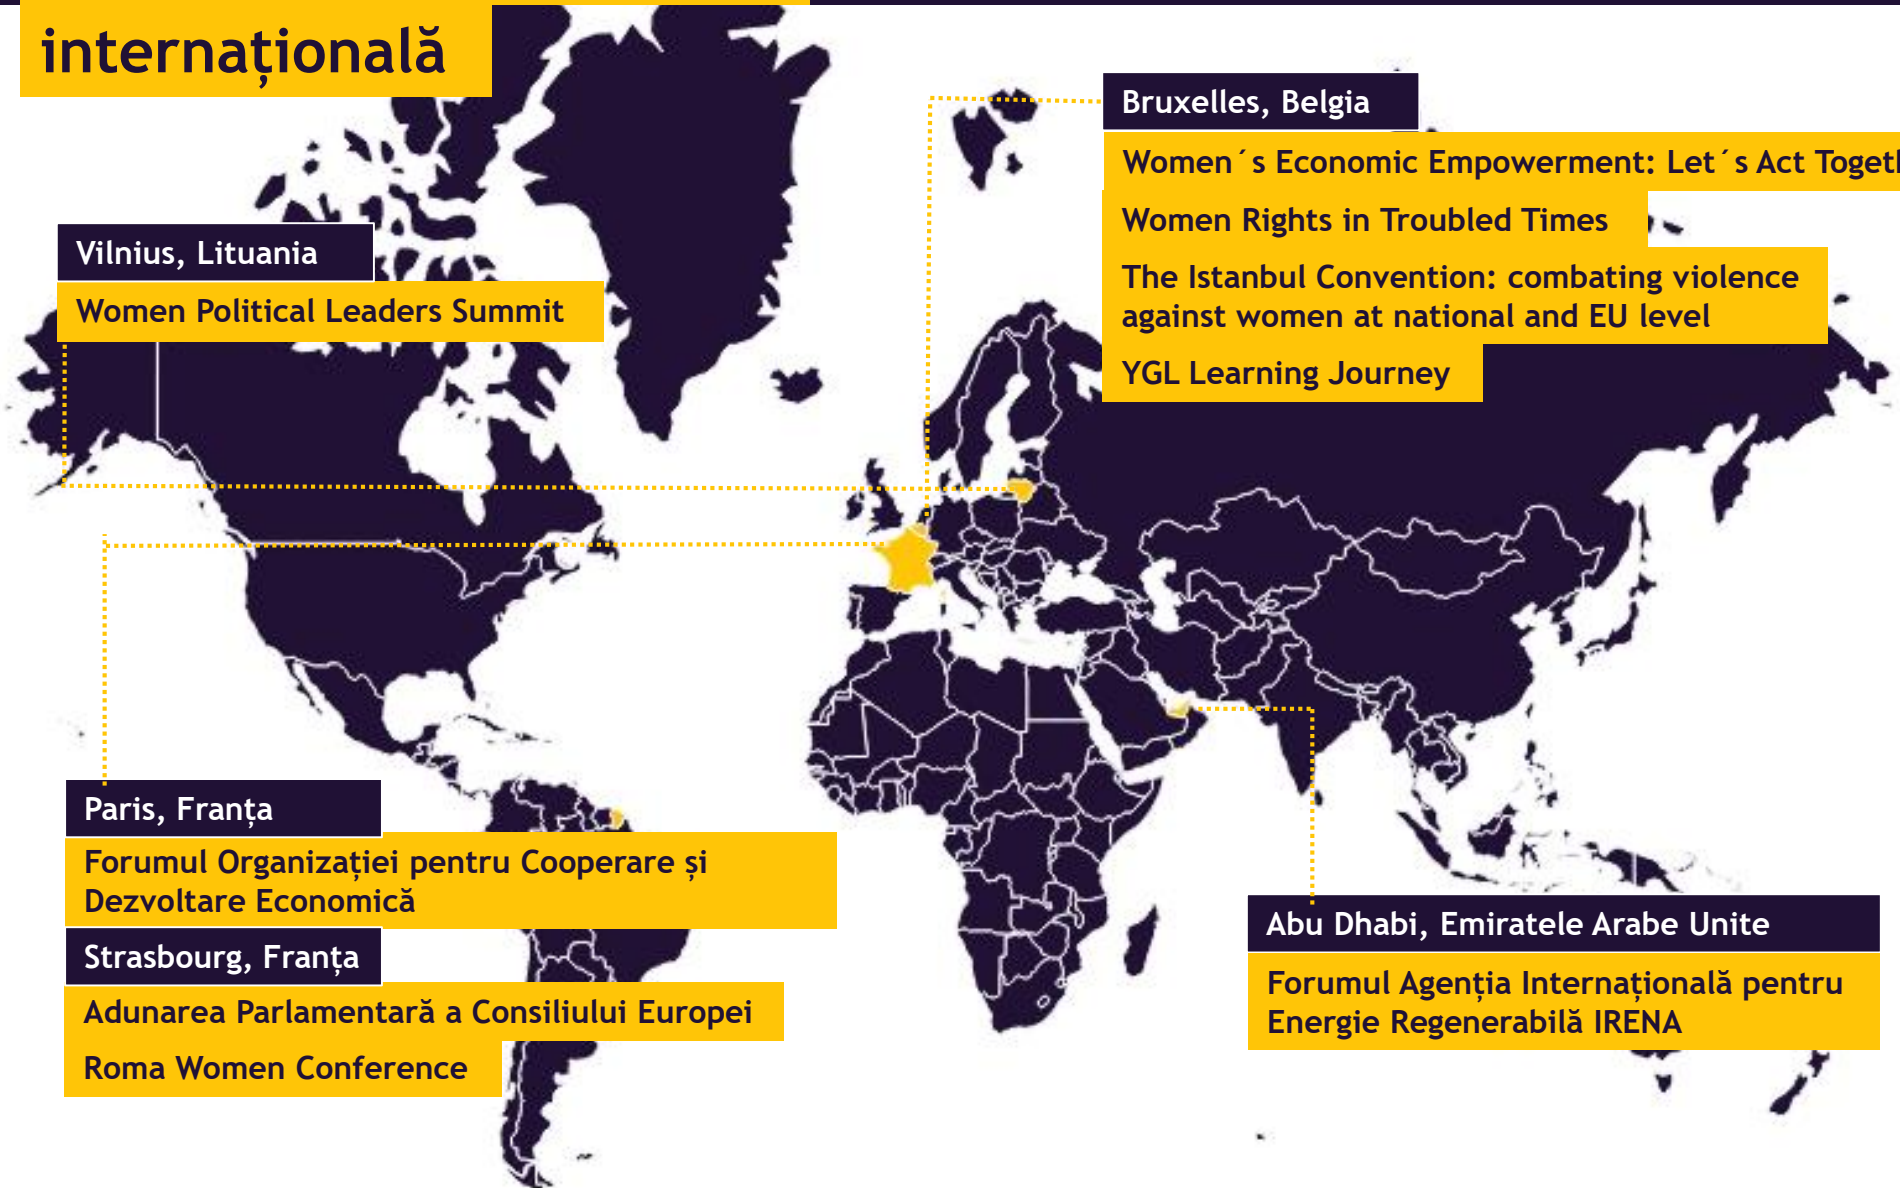 internațională
Bruxelles, Belgia
Women´s Economic Empowerment: Let´s Act
Women Rights in Troubled Times
The Istanbul Convention: combating violence
against women at national and EU level
YGL Learning Journey
Vilnius, Lituania
Women Political Leaders Summit
Paris, Franța
Forumul Organizației pentru Cooperare și
Dezvoltare Economică
Strasbourg, Franța
Adunarea Parlamentară a Consiliului Europei
Roma Women Conference
Abu Dhabi, Emiratele Arabe Unite
Forumul Agenția Internațională pentru
Energie Regenerabilă IRENA